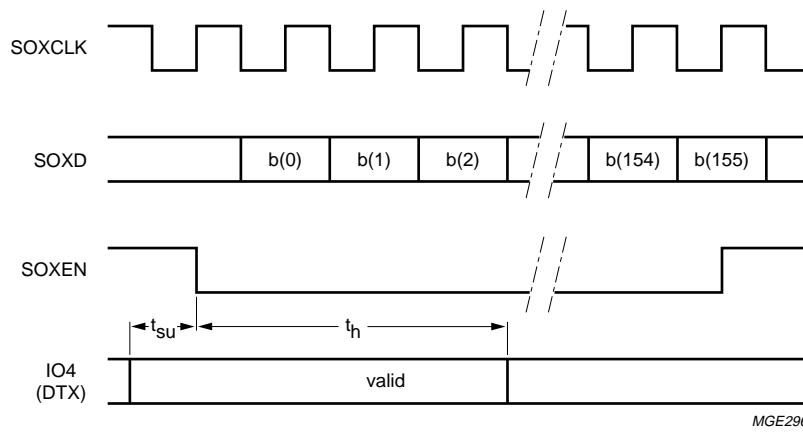 SOXCLK
SOXD
b(0) b(1) b(2) b(154) b(155)
SOXEN
tsu th
IO4
(DTX)
valid